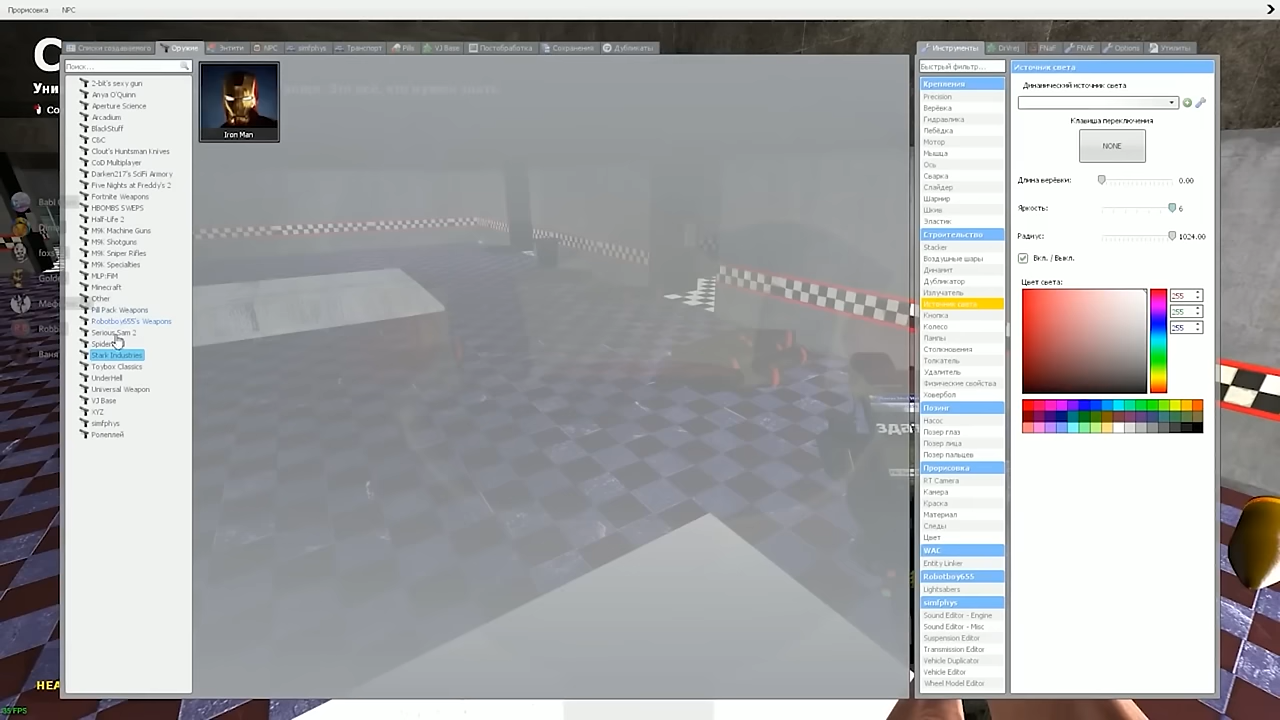 Прорисовка NPC
Списки создаваемого Оружие Энтити NPC simfphys Транспорт Pills VJ Base Постобработка Сохранения Дубликаты
Поиск...
2-bit's sexy gun
Anya O'Quinn
Aperture Science
Arcadium
BlackStuff
C&C
Clout's Huntsman Knives
CoD Multiplayer
Darken217's SciFi Armory
Five Nights at Freddy's 2
Fortnite Weapons
HBOMBS SWEPS
Half-Life 2
M9K Machine Guns
M9K Shotguns
M9K Sniper Rifles
M9K Specialties
MLP:FiM
Minecraft
Other
Pill Pack Weapons
Robotboy655's Weapons
Serious Sam 2
Stark Industries
Toybox Classics
UnderHell
Universal Weapon
VJ Base
XYZ
simfphys
Ролеплей
Iron Man
Инструменты DrVrej FNaF FNAF Options Утилиты
Быстрый фильтр...
Крепления
Precision
Верёвка
Гидравлика
Лебёдка
Мотор
Мышца
Ось
Сварка
Слайдер
Шарнир
Шкив
Эластик
Строительство
Stacker
Воздушные шары
Динамит
Дубликатор
Излучатель
Источник света
Кнопка
Колесо
Лампы
Столкновения
Толкатель
Удалитель
Физические свойства
Ховербол
Позинг
Насос
Позер глаз
Позер лица
Позер пальцев
Прорисовка
RT Camera
Камера
Краска
Материал
Следы
Цвет
WAC
Entity Linker
Robotboy655
Lightsabers
simfphys
Sound Editor - Engine
Sound Editor - Misc
Suspension Editor
Transmission Editor
Vehicle Duplicator
Vehicle Editor
Wheel Model Editor
Источник света
Динамический источник света
Клавиша переключения
NONE
Длина верёвки: 0.00
Яркость: 6
Радиус: 1024.00
Вкл. / Выкл.
Цвет света:
255
255
255
HEA